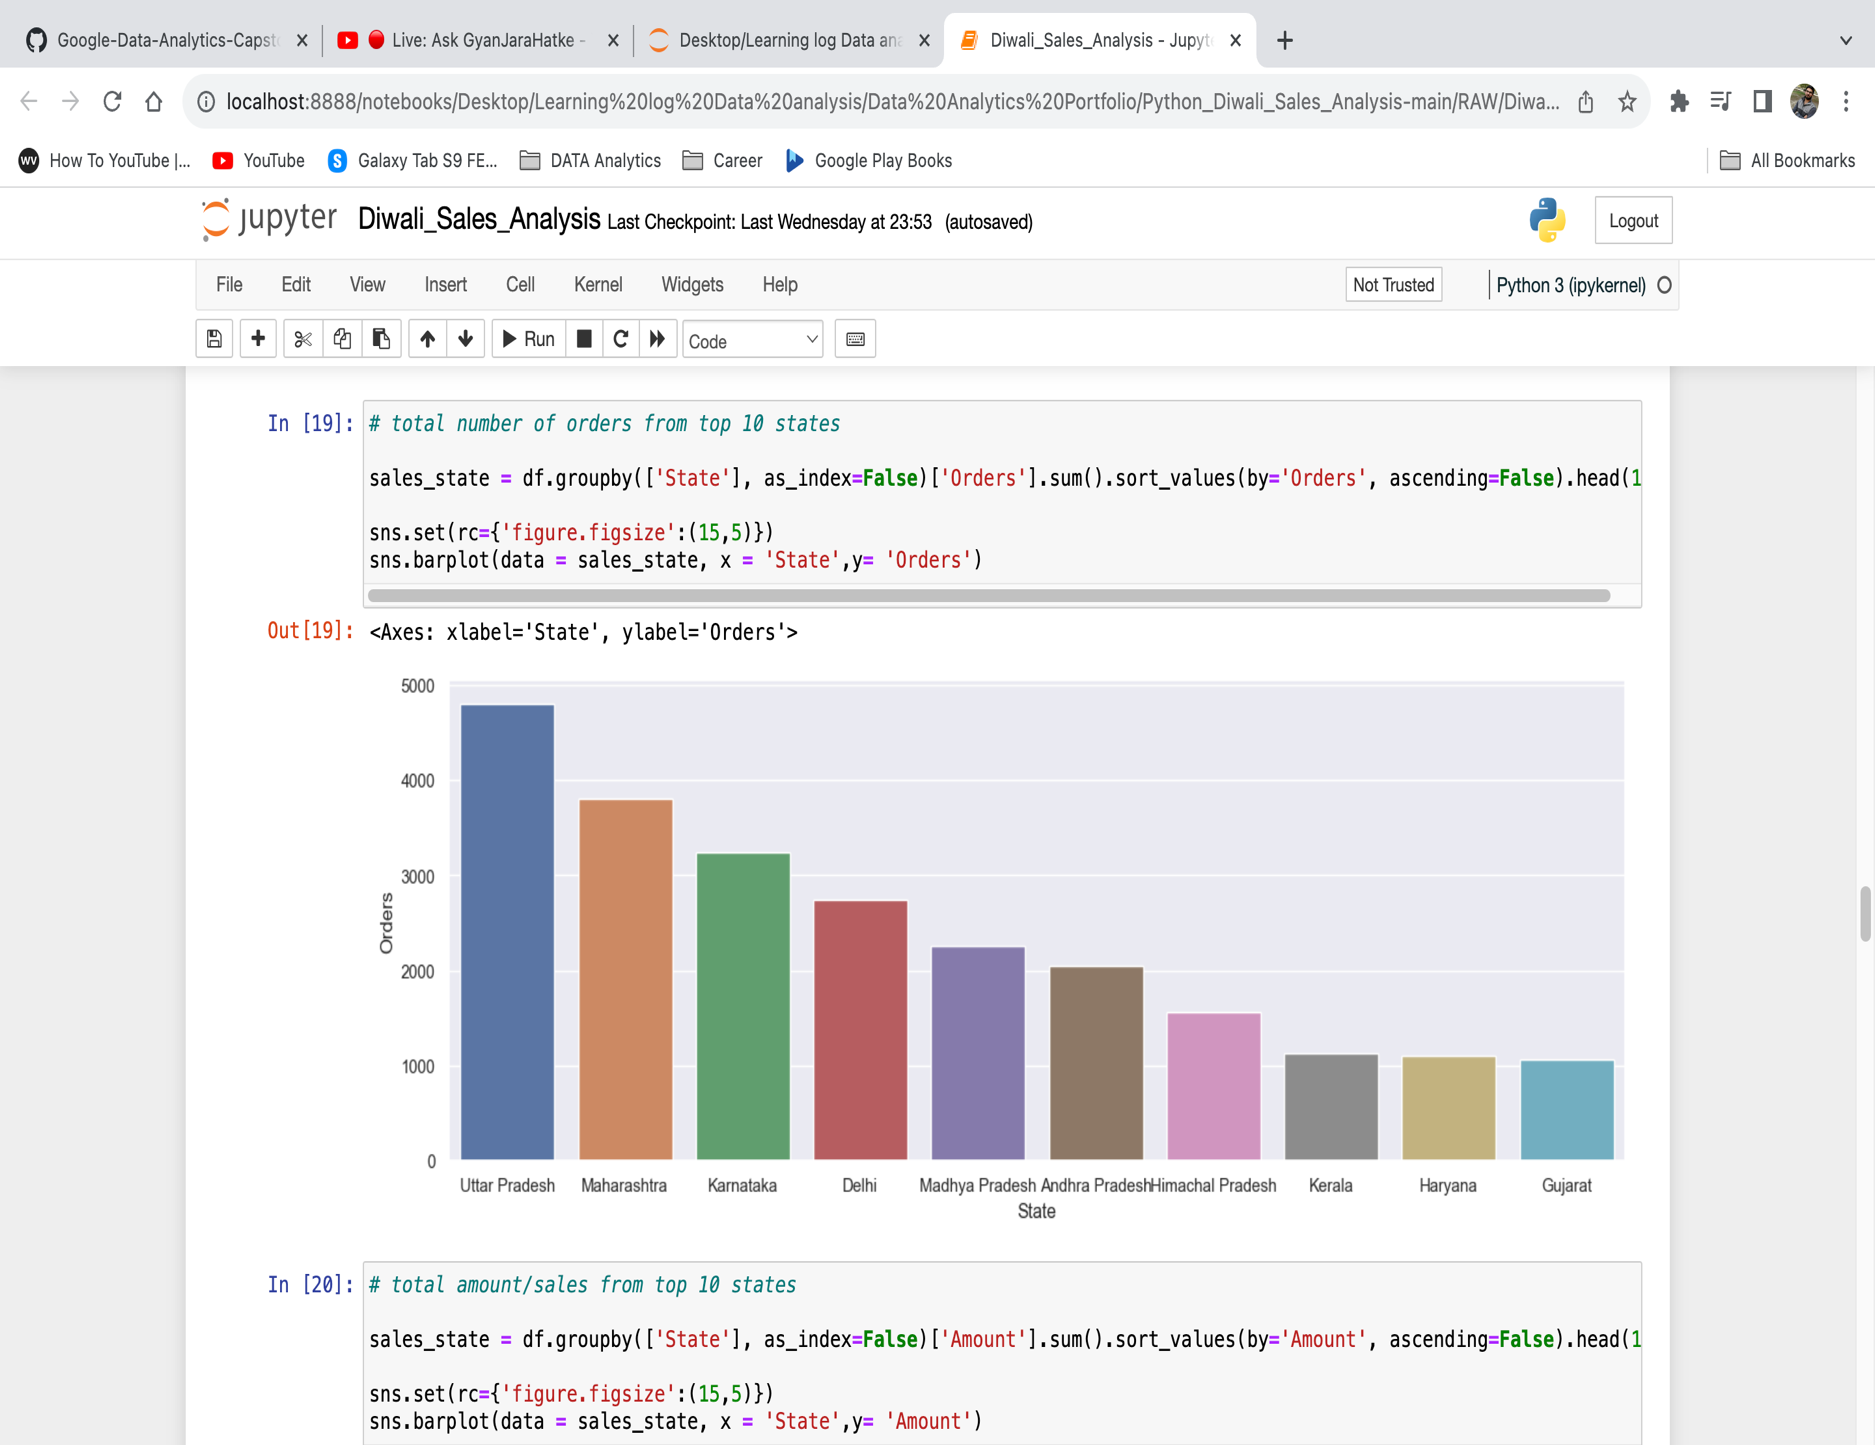 Google-Data-Analytics-Capst
Live: Ask GyanJaraHatke -
Desktop/Learning log Data ana
Diwali_Sales_Analysis - Jupyt
localhost:8888/notebooks/Desktop/Learning%20log%20Data%20analysis/Data%20Analytics%20Portfolio/Python_Diwali_Sales_Analysis-main/RAW/Diwa...
WV How To YouTube |...
YouTube
S Galaxy Tab S9 FE...
DATA Analytics
Career
Google Play Books
All Bookmarks
jupyter Diwali_Sales_Analysis Last Checkpoint: Last Wednesday at 23:53 (autosaved)
Logout
File Edit View Insert Cell Kernel Widgets Help
Not Trusted
Python 3 (ipykernel)
Run
Code
In [19]: # total number of orders from top 10 states
sales_state = df.groupby(['State'], as_index=False)['Orders'].sum().sort_values(by='Orders', ascending=False).head(1
sns.set(rc={'figure.figsize':(15,5)})
sns.barplot(data = sales_state, x = 'State',y= 'Orders')
Out[19]: <Axes: xlabel='State', ylabel='Orders'>
5000
4000
3000
2000
1000
0
Orders
Uttar Pradesh Maharashtra Karnataka Delhi Madhya Pradesh Andhra Pradesh Himachal Pradesh Kerala Haryana Gujarat
State
In [20]: # total amount/sales from top 10 states
sales_state = df.groupby(['State'], as_index=False)['Amount'].sum().sort_values(by='Amount', ascending=False).head(1
sns.set(rc={'figure.figsize':(15,5)})
sns.barplot(data = sales_state, x = 'State',y= 'Amount')